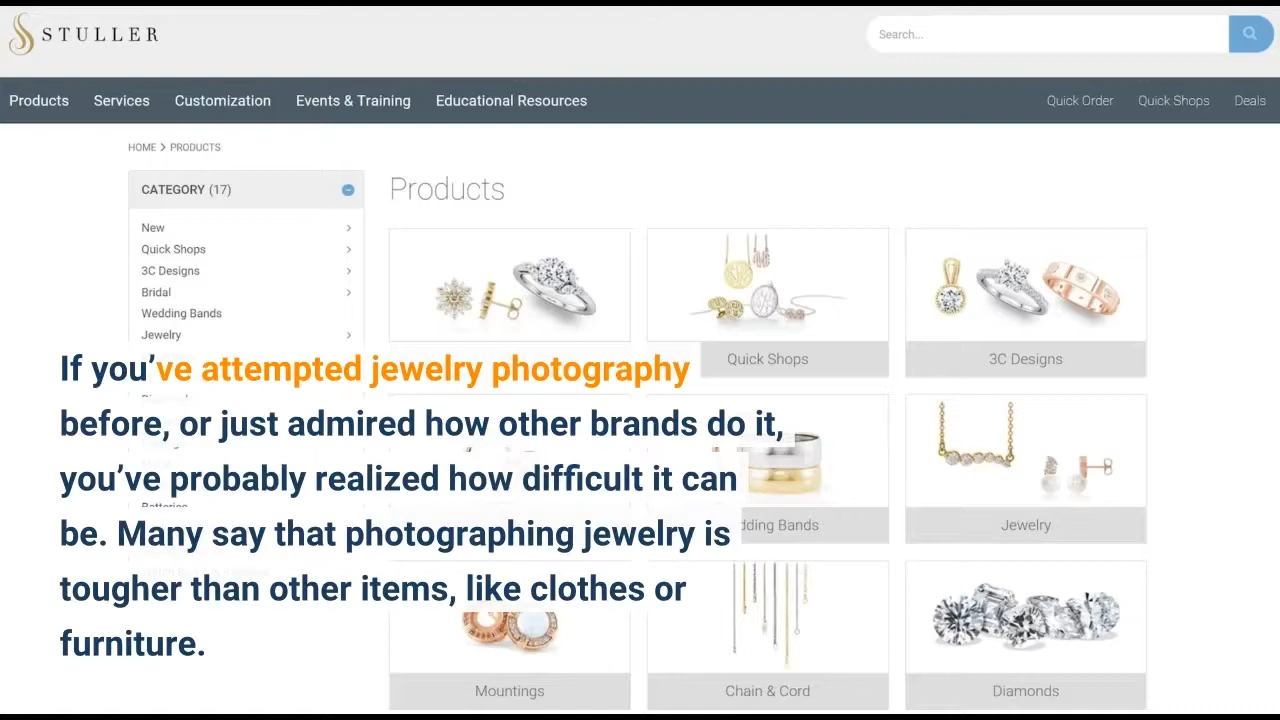 STULLER
Search...
Products Services Customization Events & Training Educational Resources Quick Order Quick Shops Deals
HOME > PRODUCTS
CATEGORY (17)
New
Quick Shops
3C Designs
Bridal
Wedding Bands
Jewelry
Products
Quick Shops
3C Designs
If you’ve attempted jewelry photography
before, or just admired how other brands do it,
you’ve probably realized how difficult it can
be. Many say that photographing jewelry is
tougher than other items, like clothes or
furniture.
Bands
Jewelry
Mountings
Chain & Cord
Diamonds